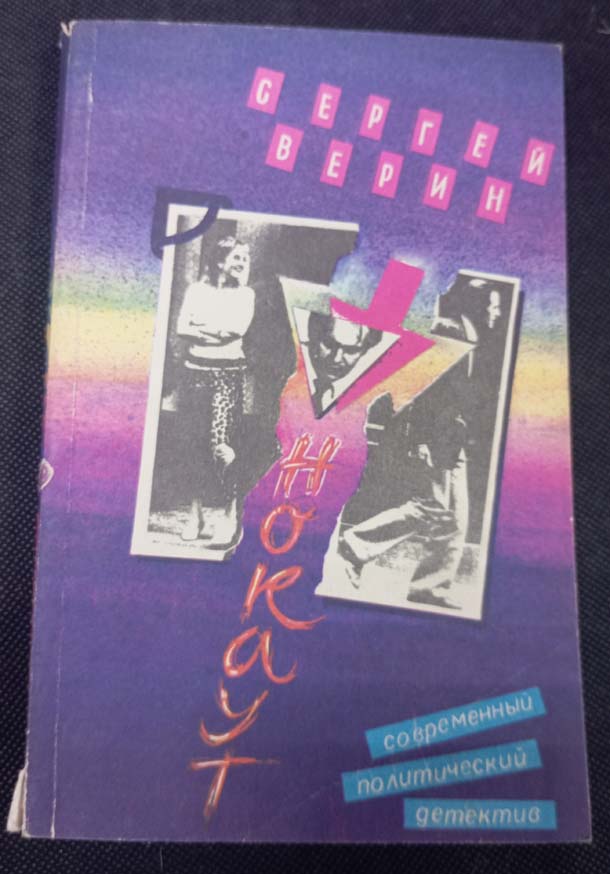 СЕРГЕЙ
ВЕРИН
нокаут
современный
политический
детектив